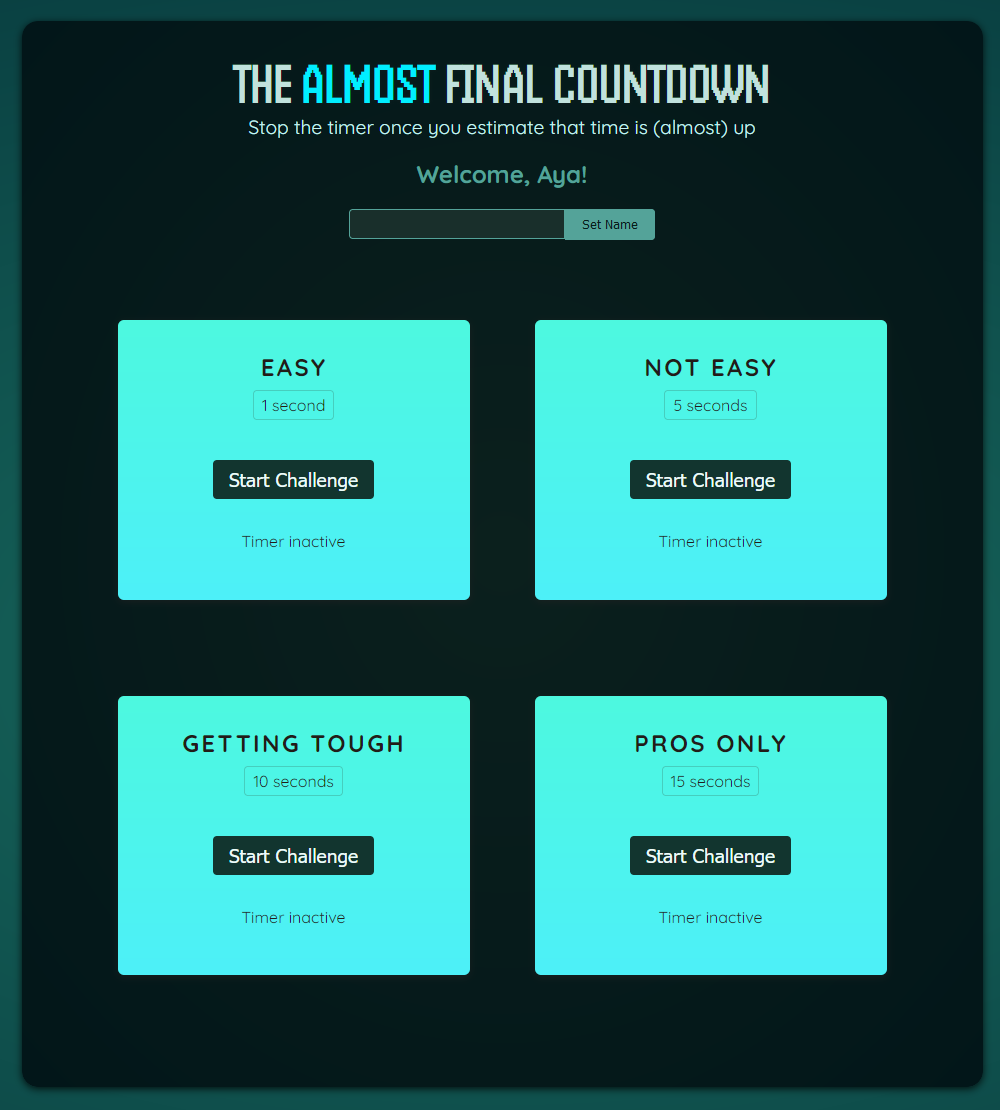 THE ALMOST FINAL COUNTDOWN
Stop the timer once you estimate that time is (almost) up
Welcome, Aya!
Set Name
EASY
1 second
Start Challenge
Timer inactive
NOT EASY
5 seconds
Start Challenge
Timer inactive
GETTING TOUGH
10 seconds
Start Challenge
Timer inactive
PROS ONLY
15 seconds
Start Challenge
Timer inactive